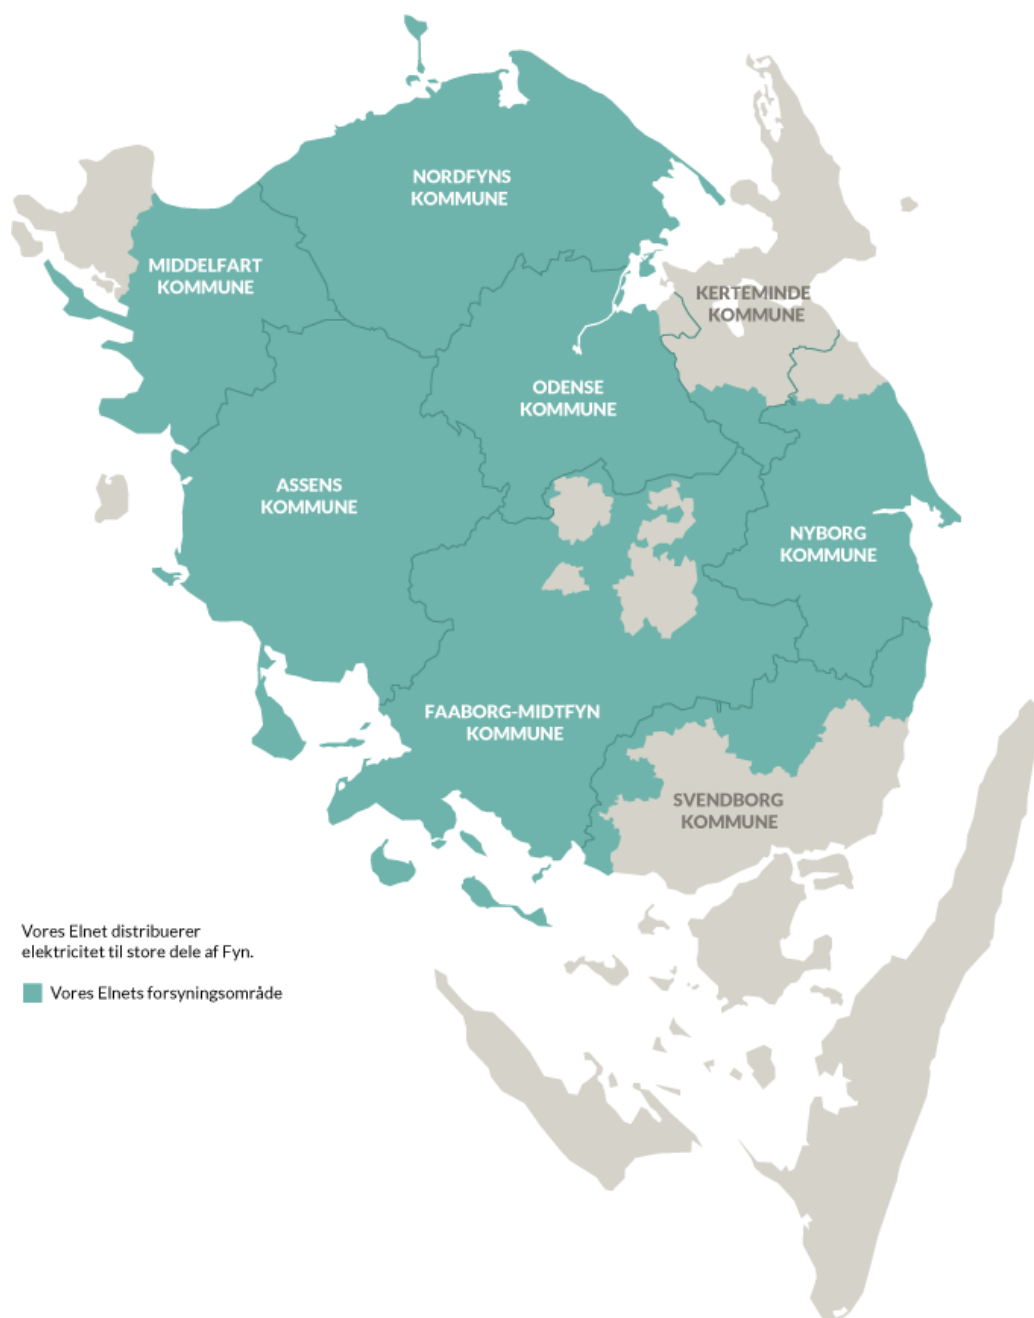 NORDFYNS
KOMMUNE
MIDDELFART
KOMMUNE
KERTEMINDE
KOMMUNE
ODENSE
KOMMUNE
ASSENS
KOMMUNE
NYBORG
KOMMUNE
FAABORG-MIDTFYN
KOMMUNE
SVENDBORG
KOMMUNE
Vores Elnet distribuerer
elektricitet til store dele af Fyn.
Vores Elnets forsyningsområde